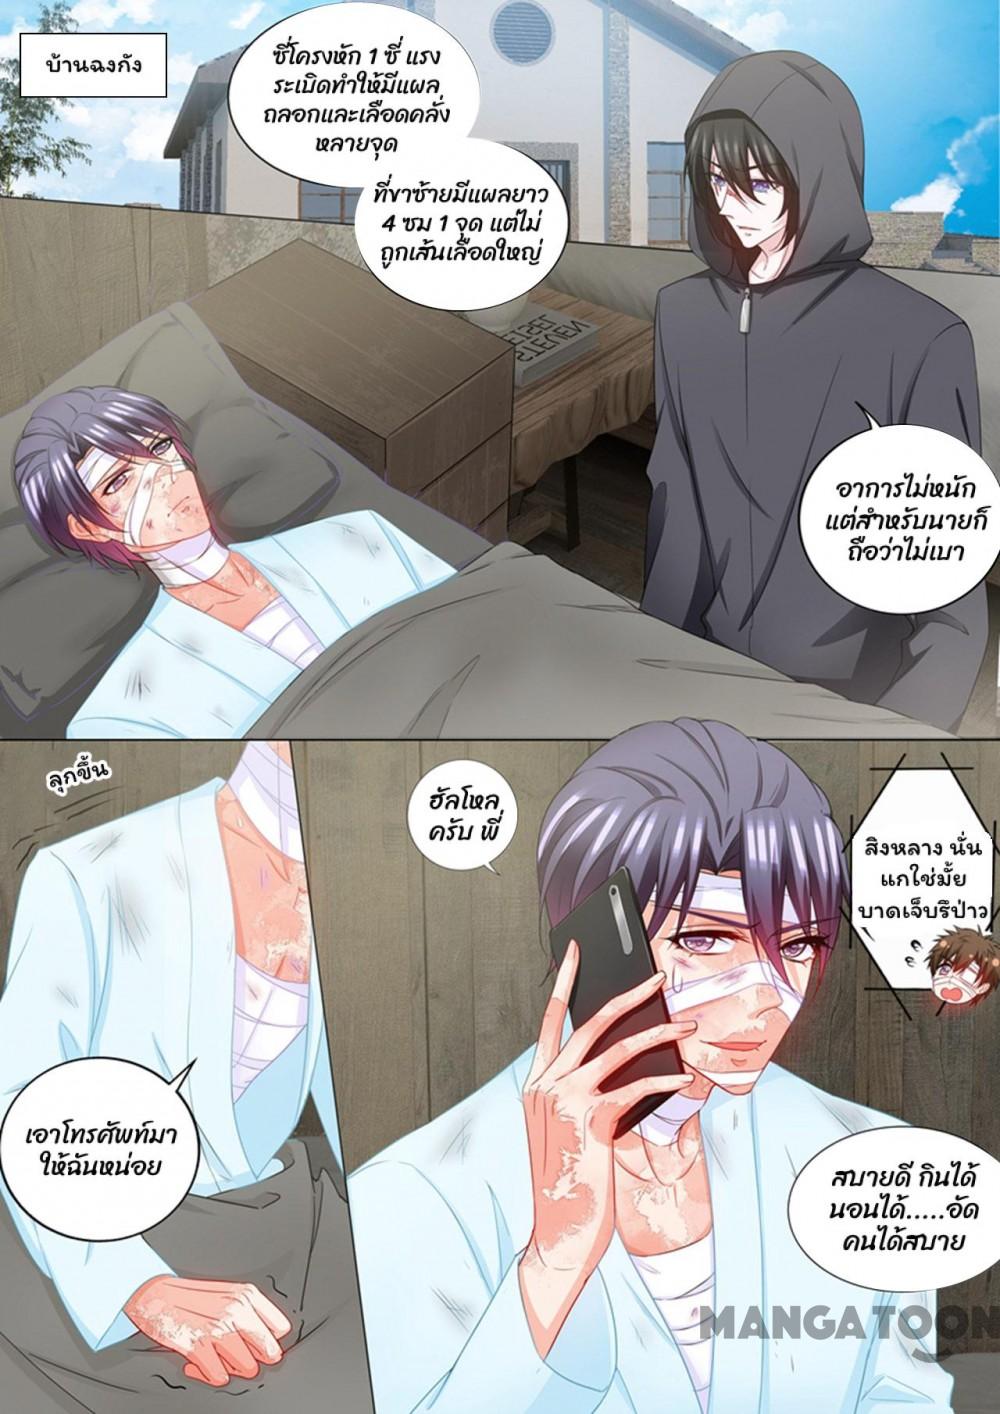 บ้านฉงกัง
ซี่โครงหัก 1 ซี่ แรง
ระเบิดทำให้มีแผล
ถลอกและเลือดคลั่ง
หลายจุด
ที่ขาซ้ายมีแผลยาว
4 ซม 1 จุด แต่ไม่
ถูกเส้นเลือดใหญ่
อาการไม่หนัก
แต่สำหรับนายก็
ถือว่าไม่เบา
ลุกขึ้น
เอาโทรศัพท์มา
ให้ฉันหน่อย
ฮัลโหล
ครับ พี่
สิงหลาง นั่น
แกใช่มั้ย
บาดเจ็บรึป่าว
สบายดี กินได้
นอนได้.....อัด
คนได้สบาย
MANGATOON